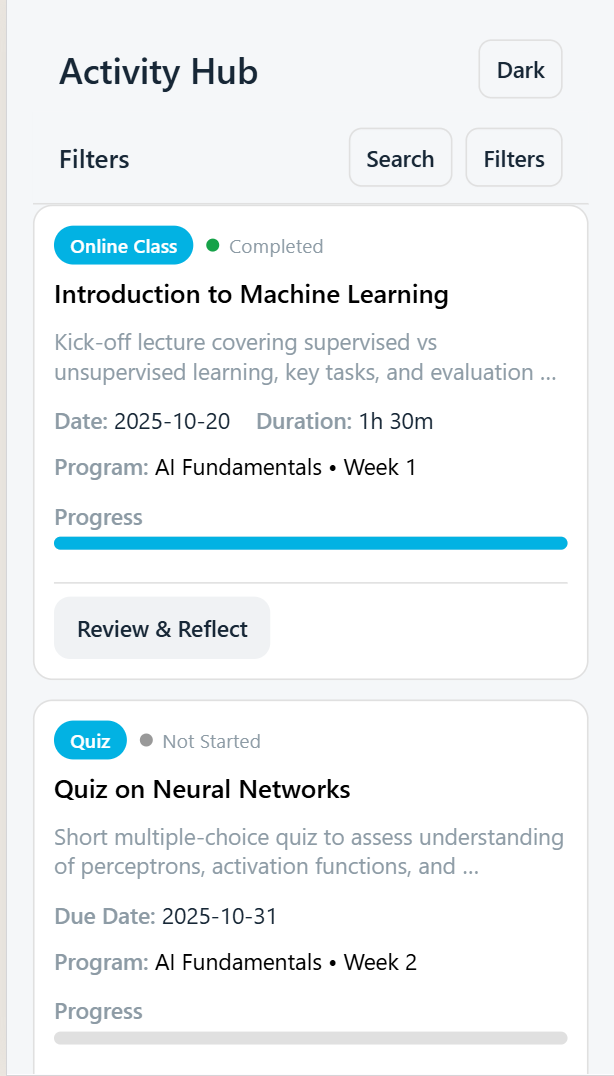 Activity Hub
Dark
Filters
Search
Filters
Online Class
Completed
Introduction to Machine Learning
Kick-off lecture covering supervised vs
unsupervised learning, key tasks, and evaluation ...
Date: 2025-10-20 Duration: 1h 30m
Program: AI Fundamentals • Week 1
Progress
Review & Reflect
Quiz
Not Started
Quiz on Neural Networks
Short multiple-choice quiz to assess understanding
of perceptrons, activation functions, and ...
Due Date: 2025-10-31
Program: AI Fundamentals • Week 2
Progress